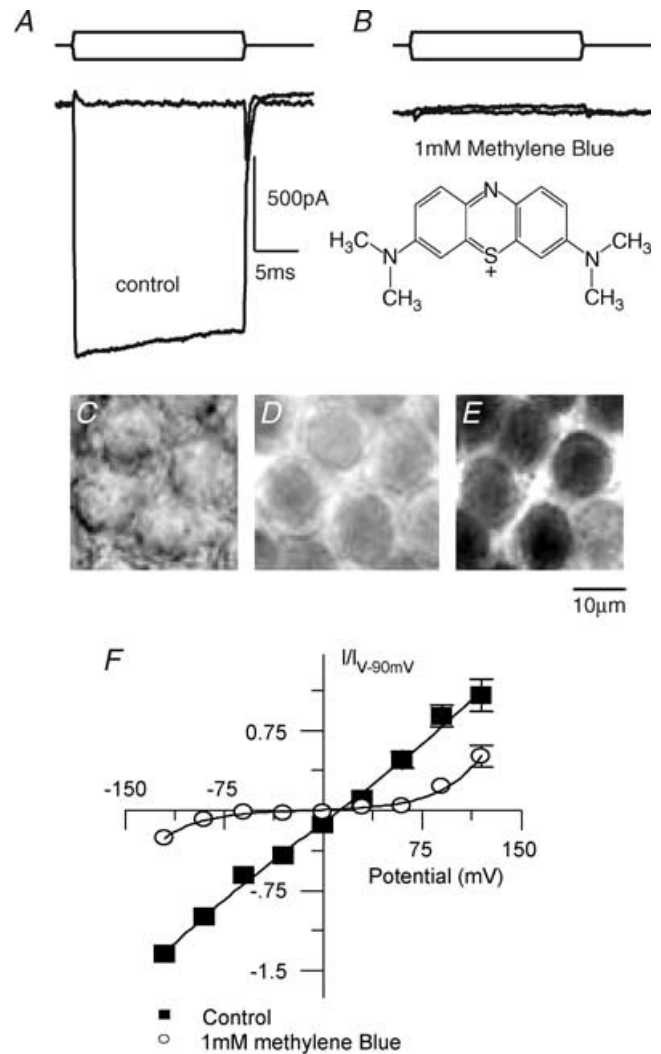 A
B
500pA
5ms
control
1mM Methylene Blue
N
H3C
N
CH3
S
+
N
CH3
CH3
C
D
E
10µm
F
I/IV-90mV
0.75
-150
-75
75
150
Potential (mV)
-.75
-1.5
Control
1mM methylene Blue